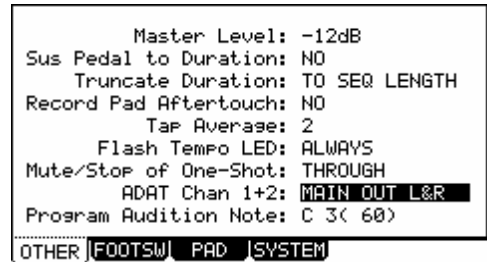 Master Level: -12dB
Sus Pedal to Duration: NO
Truncate Duration: TO SEQ LENGTH
Record Pad Aftertouch: NO
Tap Average: 2
Flash Tempo LED: ALWAYS
Mute/Stop of One-Shot: THROUGH
ADAT Chan 1+2: MAIN OUT L&R
Program Audition Note: C 3( 60)
OTHER FOOTSW PAD SYSTEM